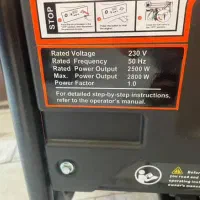 STOP
Rated Voltage 230 V
Rated Frequency 50 Hz
Rated Power Output 2500 W
Max. Power Output 2800 W
Power Factor 1.0
For detailed step-by-step instructions,
refer to the operator's manual.